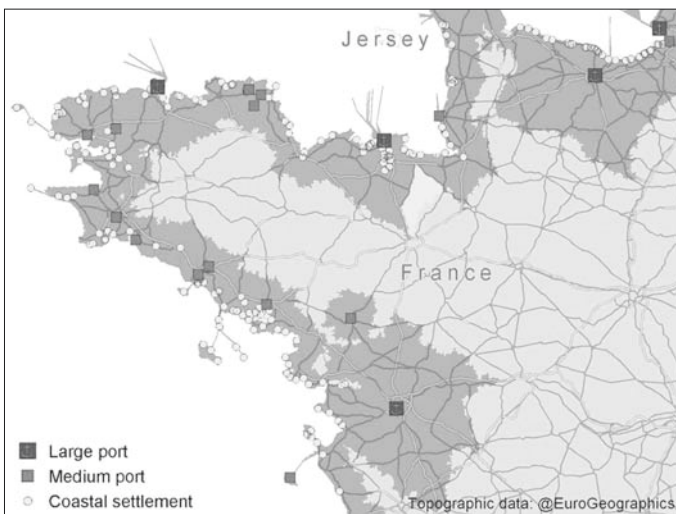 Jersey
France
Large port
Medium port
Coastal settlement
Topographic data: @EuroGeographics